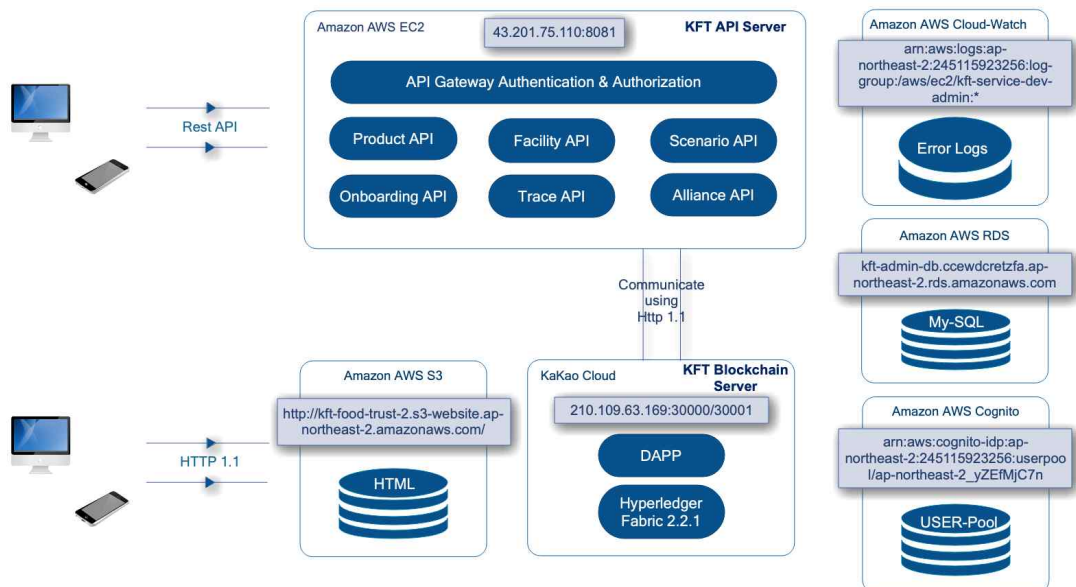 Amazon AWS EC2
43.201.75.110:8081
KFT API Server
API Gateway Authentication & Authorization
Product API
Facility API
Scenario API
Onboarding API
Trace API
Alliance API
Rest API
Amazon AWS Cloud-Watch
arn:aws:logs:ap-
northeast-2:245115923256:log-
group:/aws/ec2/kft-service-dev-
admin:*
Error Logs
Amazon AWS RDS
kft-admin-db.ccewdcretzfa.ap-
northeast-2.rds.amazonaws.com
My-SQL
Communicate
using
Http 1.1
HTTP 1.1
Amazon AWS S3
http://kft-food-trust-2.s3-website.ap-
northeast-2.amazonaws.com/
HTML
KaKao Cloud
KFT Blockchain
Server
210.109.63.169:30000/30001
DAPP
Hyperledger
Fabric 2.2.1
Amazon AWS Cognito
arn:aws:cognito-idp:ap-
northeast-2:245115923256:userpoo
l/ap-northeast-2_yZEfMjC7n
USER-Pool